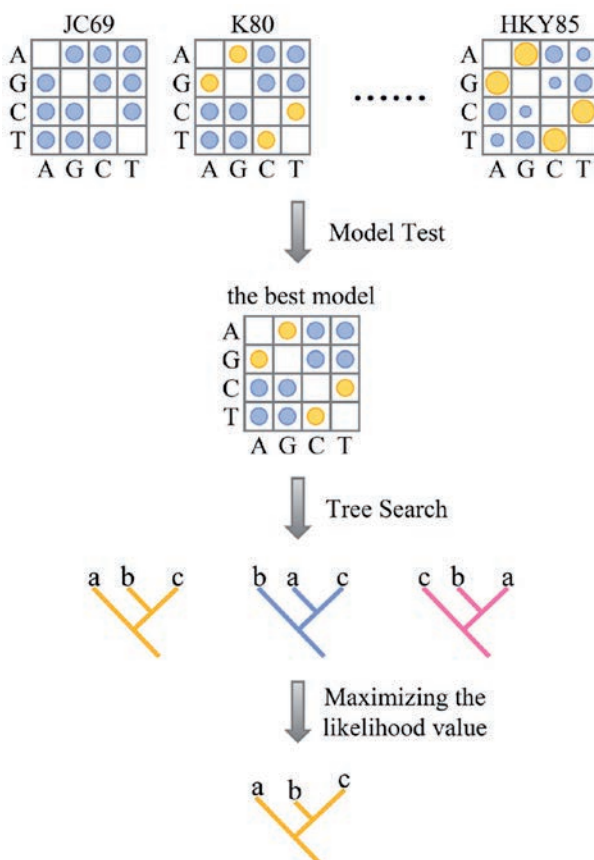 JC69 K80 HKY85
A A A
G G G
C C ...... C
T T T
A G C T A G C T A G C T
Model Test
the best model
A
G
C
T
A G C T
Tree Search
a b c b a c c b a
Maximizing the
likelihood value
a b c